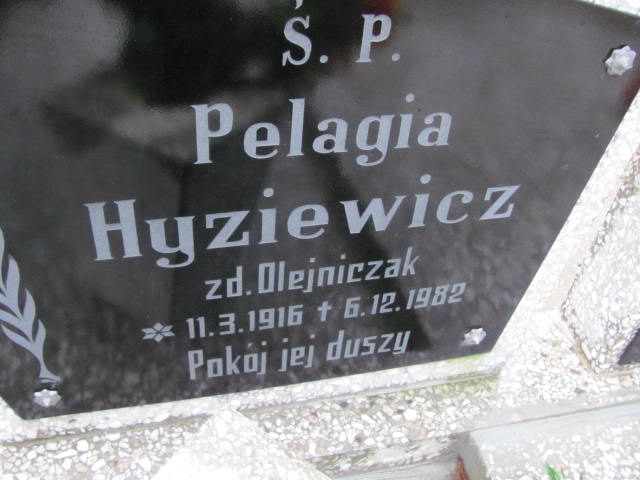 Ś. P.
Pelagia
Hyziewicz
zd. Olejniczak
* 11.3.1916 + 6.12.1982
Pokój jej duszy